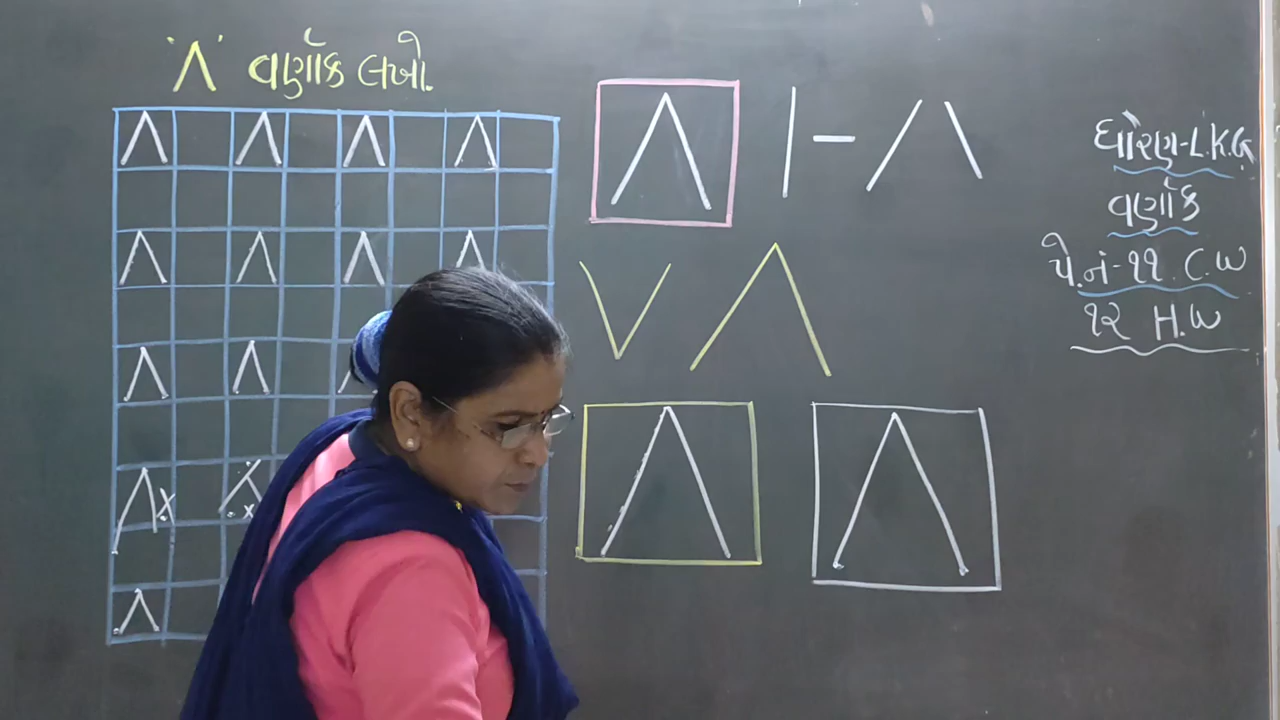 'Λ' વર્ણાક લખો.
Λ Λ Λ Λ
Λ Λ Λ Λ
Λ Λ
Λ x Λ x
Λ
Λ | – / \
V Λ
Λ Λ
ધોરણ-L.K.G
વર્ણાક
પે.નં-૧૧. C.W
૧૨ H.W